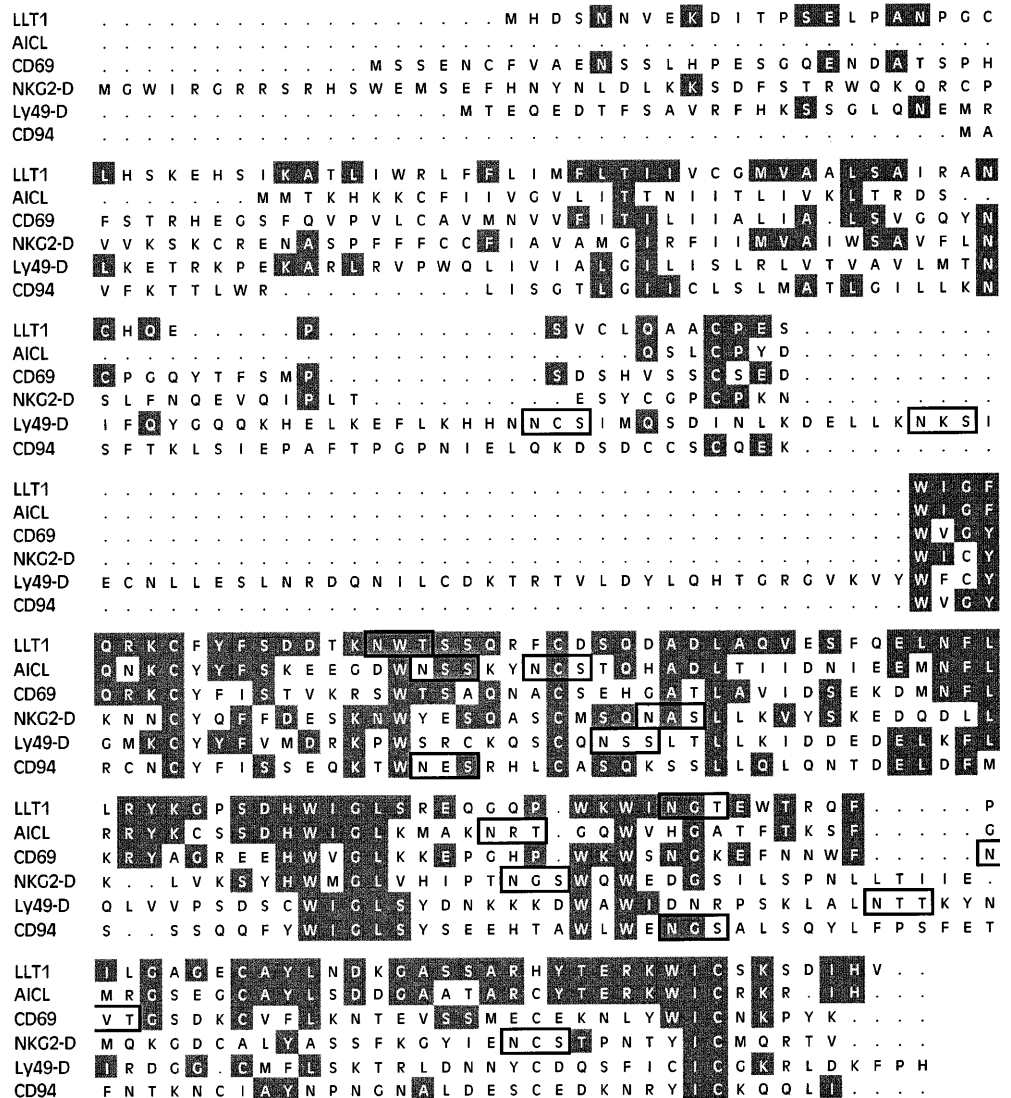 LLT1 . . . . . . . . . . . . . . . . . . M H D S N N V E K D I T P S E L P A N P G C
AICL . . . . . . . . . . . . . . . . . . . . . . . . . . . . . . . . . . . . . . . .
CD69 . . . . . . . . . . . . M S S E N C F V A E N S S L H P E S G Q E N D A T S P H
NKG2-D M G W I R G R R S R H S W E M S E F H N Y N L D L K K S D F S T R W Q K Q R C P
Ly49-D . . . . . . . . . . . . . . . . M T E Q E D T F S A V R F H K S S G L Q N E M R
CD94 . . . . . . . . . . . . . . . . . . . . . . . . . . . . . . . . . . . . . . M A
LLT1 L H S K E H S I K A T L I W R L F F L I M F L T I I V C G M V A A L S A I R A N
AICL . . . . . . . M M T K H K K C F I I V G V L I T T N I I T L I V K L T R D S . .
CD69 F S T R H E G S F Q V P V L C A V M N V V F I T I L I I A L I A . L S V G Q Y N
NKG2-D V V K S K C R E N A S P F F F C C F I A V A M G I R F I I M V A I W S A V F L N
Ly49-D L K E T R K P E K A R L R V P W Q L I V I A L G I L I S L R L V T V A V L M T N
CD94 V F K T T L W R . . . . . . . . . L I S G T L G I I C L S L M A T L G I L L K N
LLT1 C H Q E . . . . . P . . . . . . . . . . S V C L Q A A C P E S . . . . . . . . .
AICL . . . . . . . . . . . . . . . . . . . . . . . . Q S L C P Y D . . . . . . . . .
CD69 C P G Q Y T F S M P . . . . . . . . . . S D S H V S S C S E D . . . . . . . . .
NKG2-D S L F N Q E V Q I P L T . . . . . . . . . E S Y C G P C P K N . . . . . . . . .
Ly49-D I F Q Y G Q Q K H E L K E F L K H H N N C S I M Q S D I N L K D E L L K N K S I
CD94 S F T K L S I E P A F T P G P N I E L Q K D S D C C S C Q E K . . . . . . . . .
LLT1 . . . . . . . . . . . . . . . . . . . . . . . . . . . . . . . . . . . . W I G F
AICL . . . . . . . . . . . . . . . . . . . . . . . . . . . . . . . . . . . . W I G F
CD69 . . . . . . . . . . . . . . . . . . . . . . . . . . . . . . . . . . . . W V G Y
NKG2-D . . . . . . . . . . . . . . . . . . . . . . . . . . . . . . . . . . . . W I C Y
Ly49-D E C N L L E S L N R D Q N I L C D K T R T V L D Y L Q H T G R G V K V Y W F C Y
CD94 . . . . . . . . . . . . . . . . . . . . . . . . . . . . . . . . . . . . W V G Y
LLT1 Q R K C F Y F S D D T K N W T S S Q R F C D S Q D A D L A Q V E S F Q E L N F L
AICL Q N K C Y Y F S K E E G D W N S S K Y N C S T Q H A D L T I I D N I E E M N F L
CD69 Q R K C Y F I S T V K R S W T S A Q N A C S E H G A T L A V I D S E K D M N F L
NKG2-D K N N C Y Q F F D E S K N W Y E S Q A S C M S Q N A S L L K V Y S K E D Q D L L
Ly49-D G M K C Y Y F V M D R K P W S R C K Q S C Q N S S L T L L K I D D E D E L K F L
CD94 R C N C Y F I S S E Q K T W N E S R H L C A S Q K S S L L Q L Q N T D E L D F M
LLT1 L R Y K G P S D H W I G L S R E Q G Q P . W K W I N G T E W T R Q F . . . . . P
AICL R R Y K C S S D H W I G L K M A K N R T . G Q W V H G A T F T K S F . . . . . G
CD69 K R Y A G R E E H W V G L K K E P G H P . W K W S N G K E F N N W F . . . . . N
NKG2-D K . . L V K S Y H W M G L V H I P T N G S W Q W E D G S I L S P N L L T I I E .
Ly49-D Q L V V P S D S C W I G L S Y D N K K K D W A W I D N R P S K L A L N T T K Y N
CD94 S . . S S Q Q F Y W I G L S Y S E E H T A W L W E N G S A L S Q Y L F P S F E T
LLT1 I L G A G E C A Y L N D K G A S S A R H Y T E R K W I C S K S D I H V . .
AICL M R G S E G C A Y L S D D G A A T A R C Y T E R K W I C R K R . I H . . .
CD69 V T G S D K C V F L K N T E V S S M E C E K N L Y W I C N K P Y K . . . .
NKG2-D M Q K G D C A L Y A S S F K G Y I E N C S T P N T Y I C M Q R T V . . . .
Ly49-D I R D G G . C M F L S K T R L D N N Y C D Q S F I C I C G K R L D K F P H
CD94 F N T K N C I A Y N P N G N A L D E S C E D K N R Y I C K Q Q L I . . . .